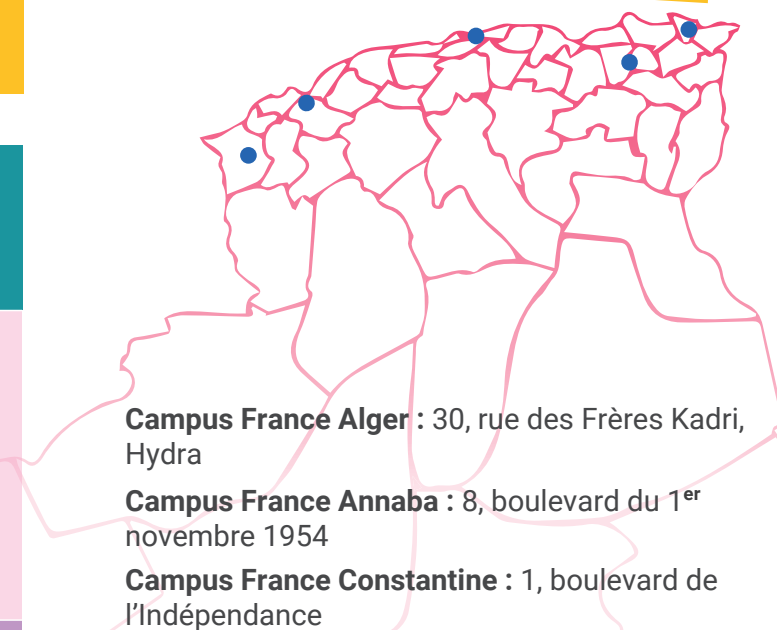 Campus France Alger : 30, rue des Frères Kadri,
Hydra
Campus France Annaba : 8, boulevard du 1er
novembre 1954
Campus France Constantine : 1, boulevard de
l'Indépendance